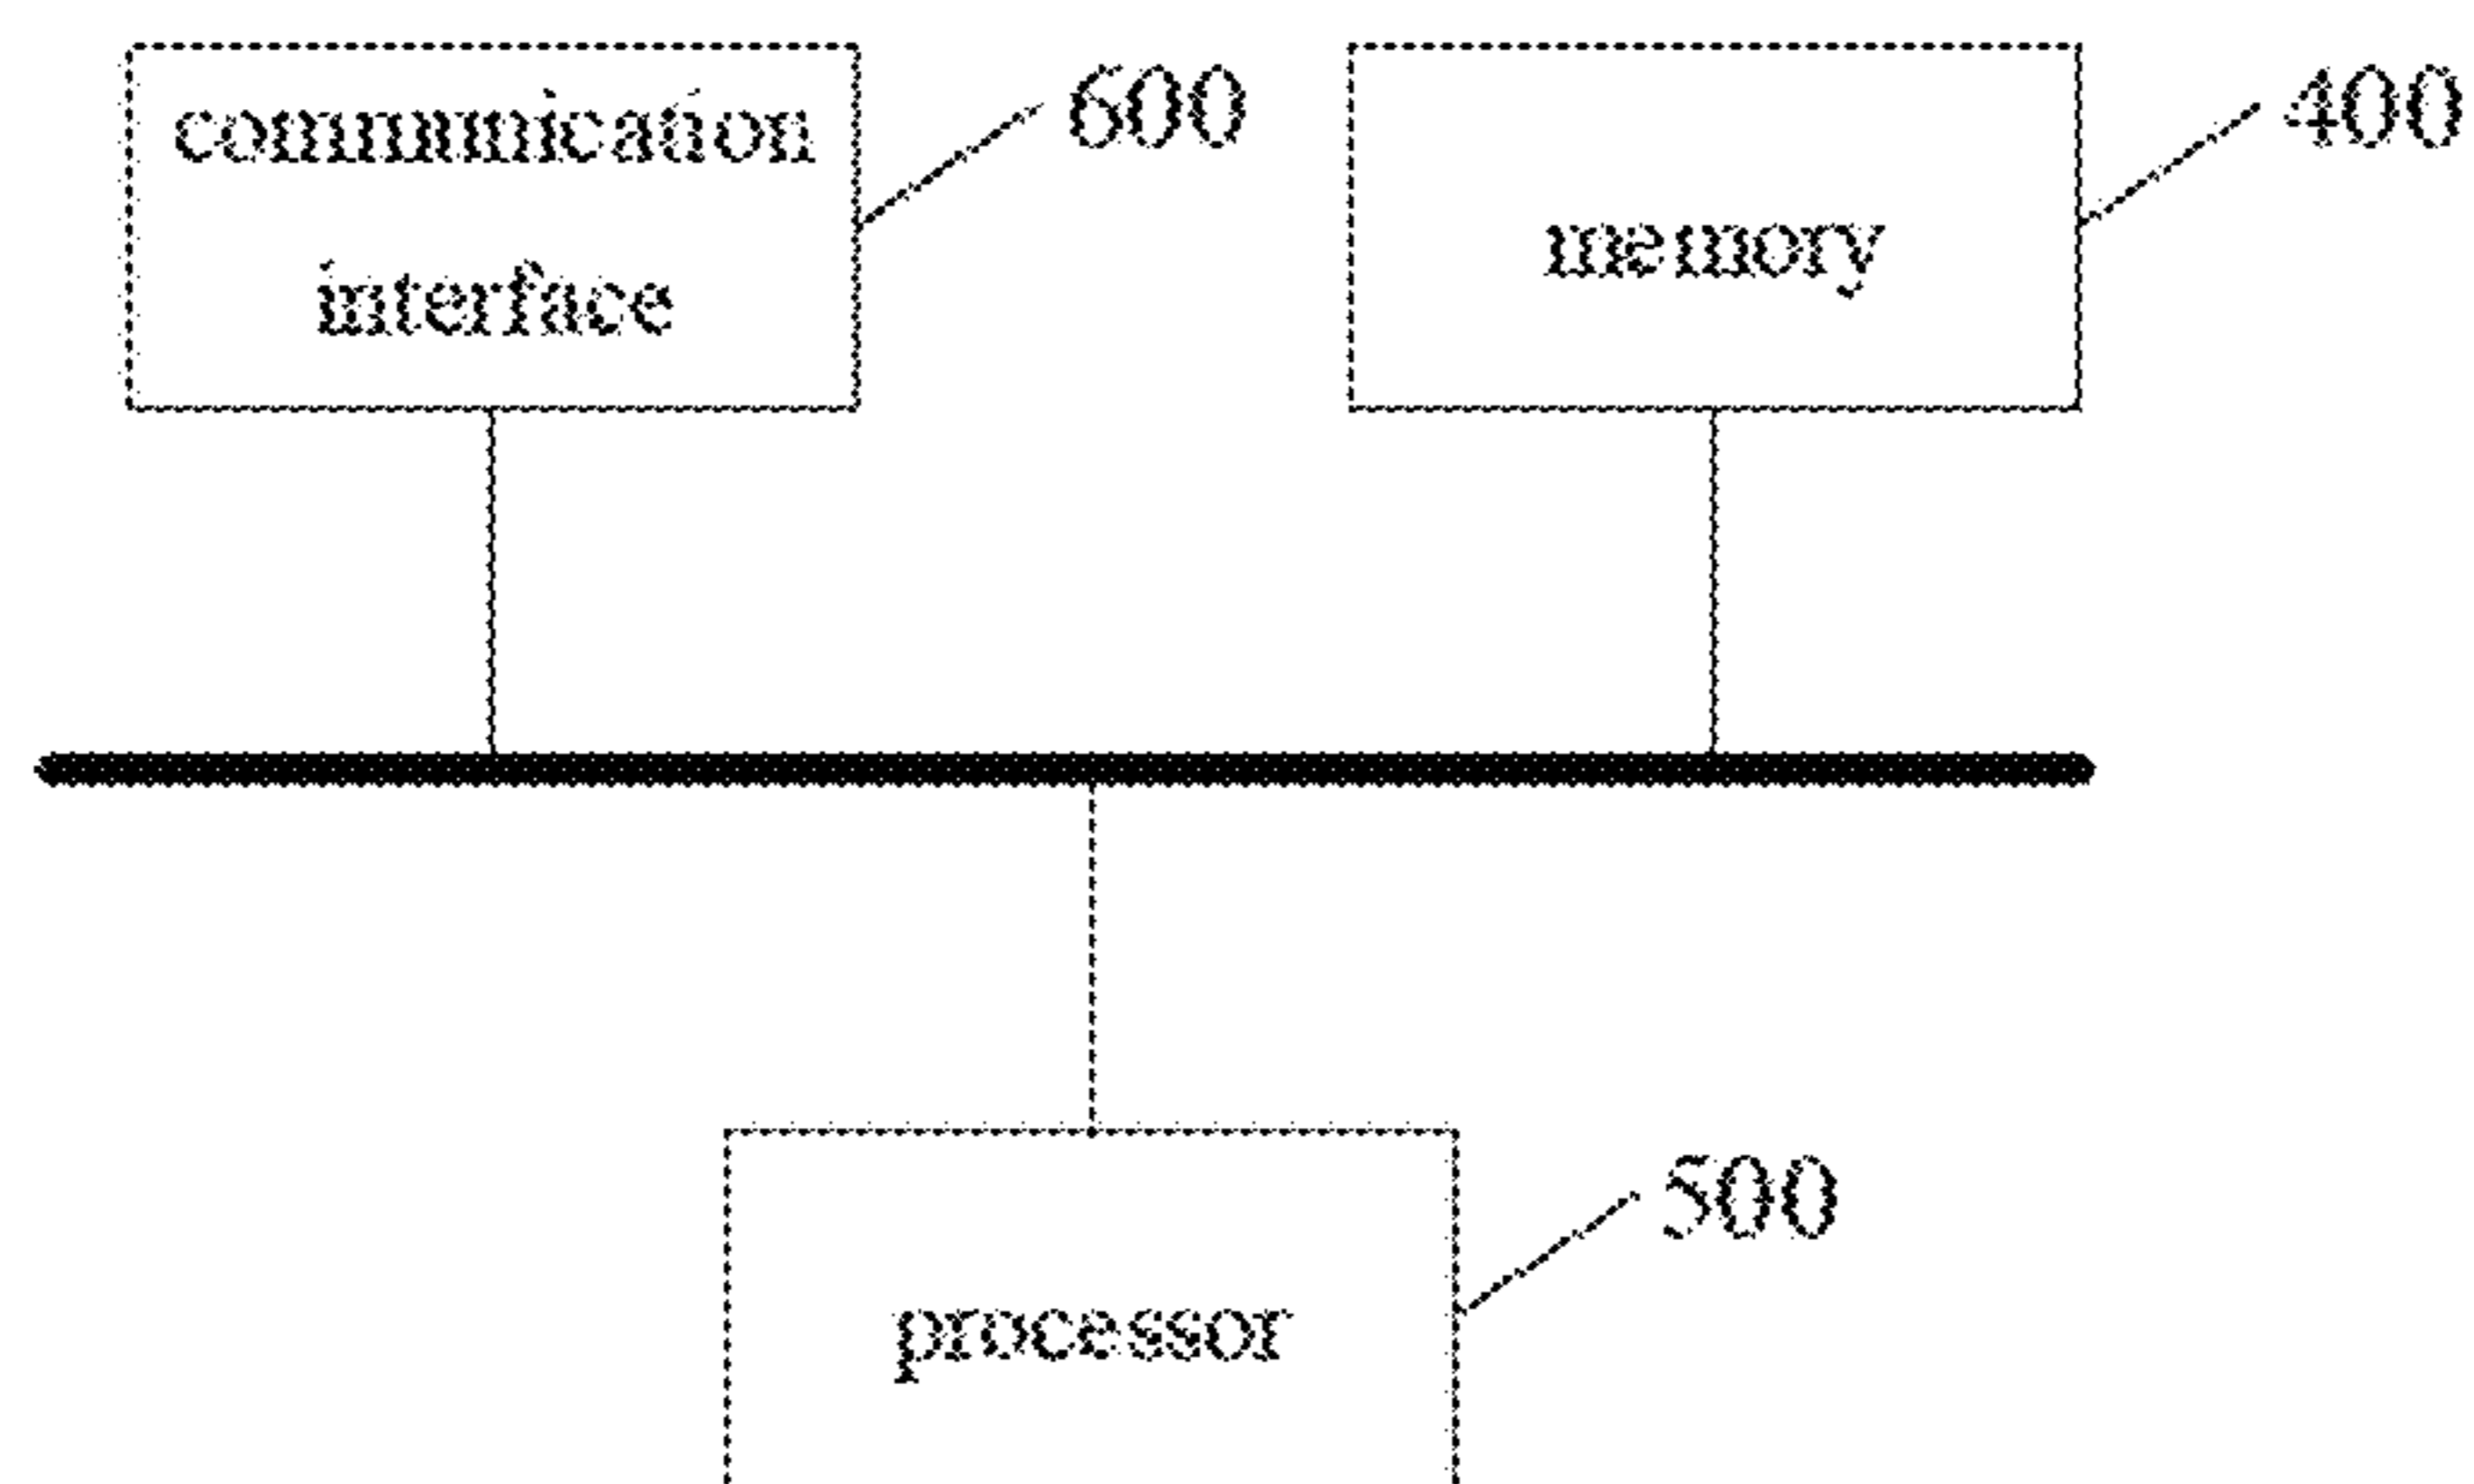 communication
interface
600
memory
400
processor
500